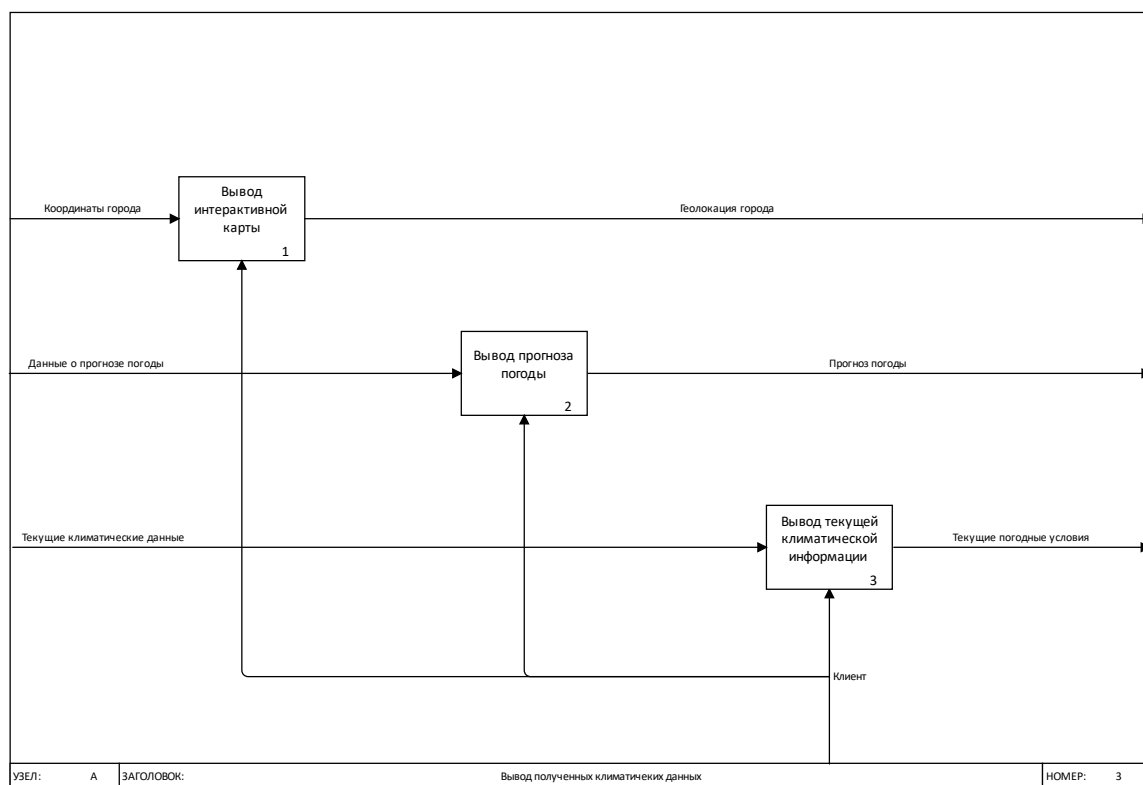 Вывод
интерактивной
карты
1
Координаты города
Геолокация города
Вывод прогноза
погоды
2
Данные о прогнозе погоды
Прогноз погоды
Вывод текущей
климатической
информации
3
Текущие климатические данные
Текущие погодные условия
Клиент
УЗЕЛ: А ЗАГОЛОВОК: Вывод полученных климатичеких данных НОМЕР: 3